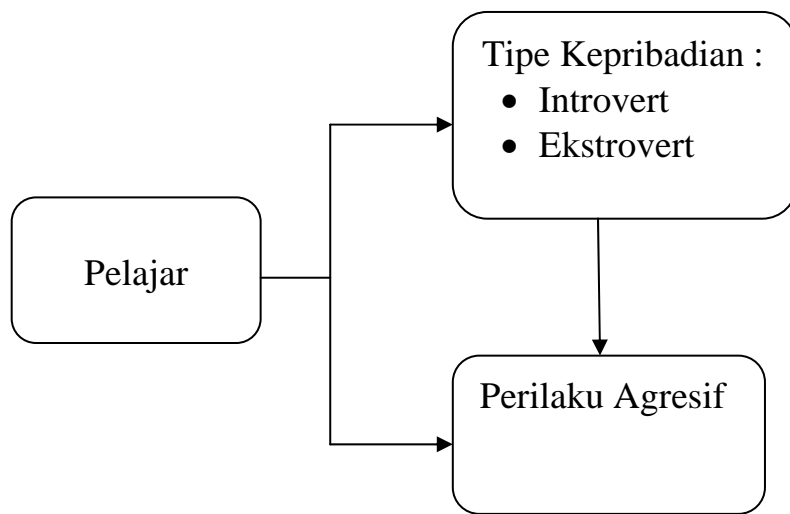 Tipe Kepribadian :
• Introvert
• Ekstrovert
Pelajar
Perilaku Agresif